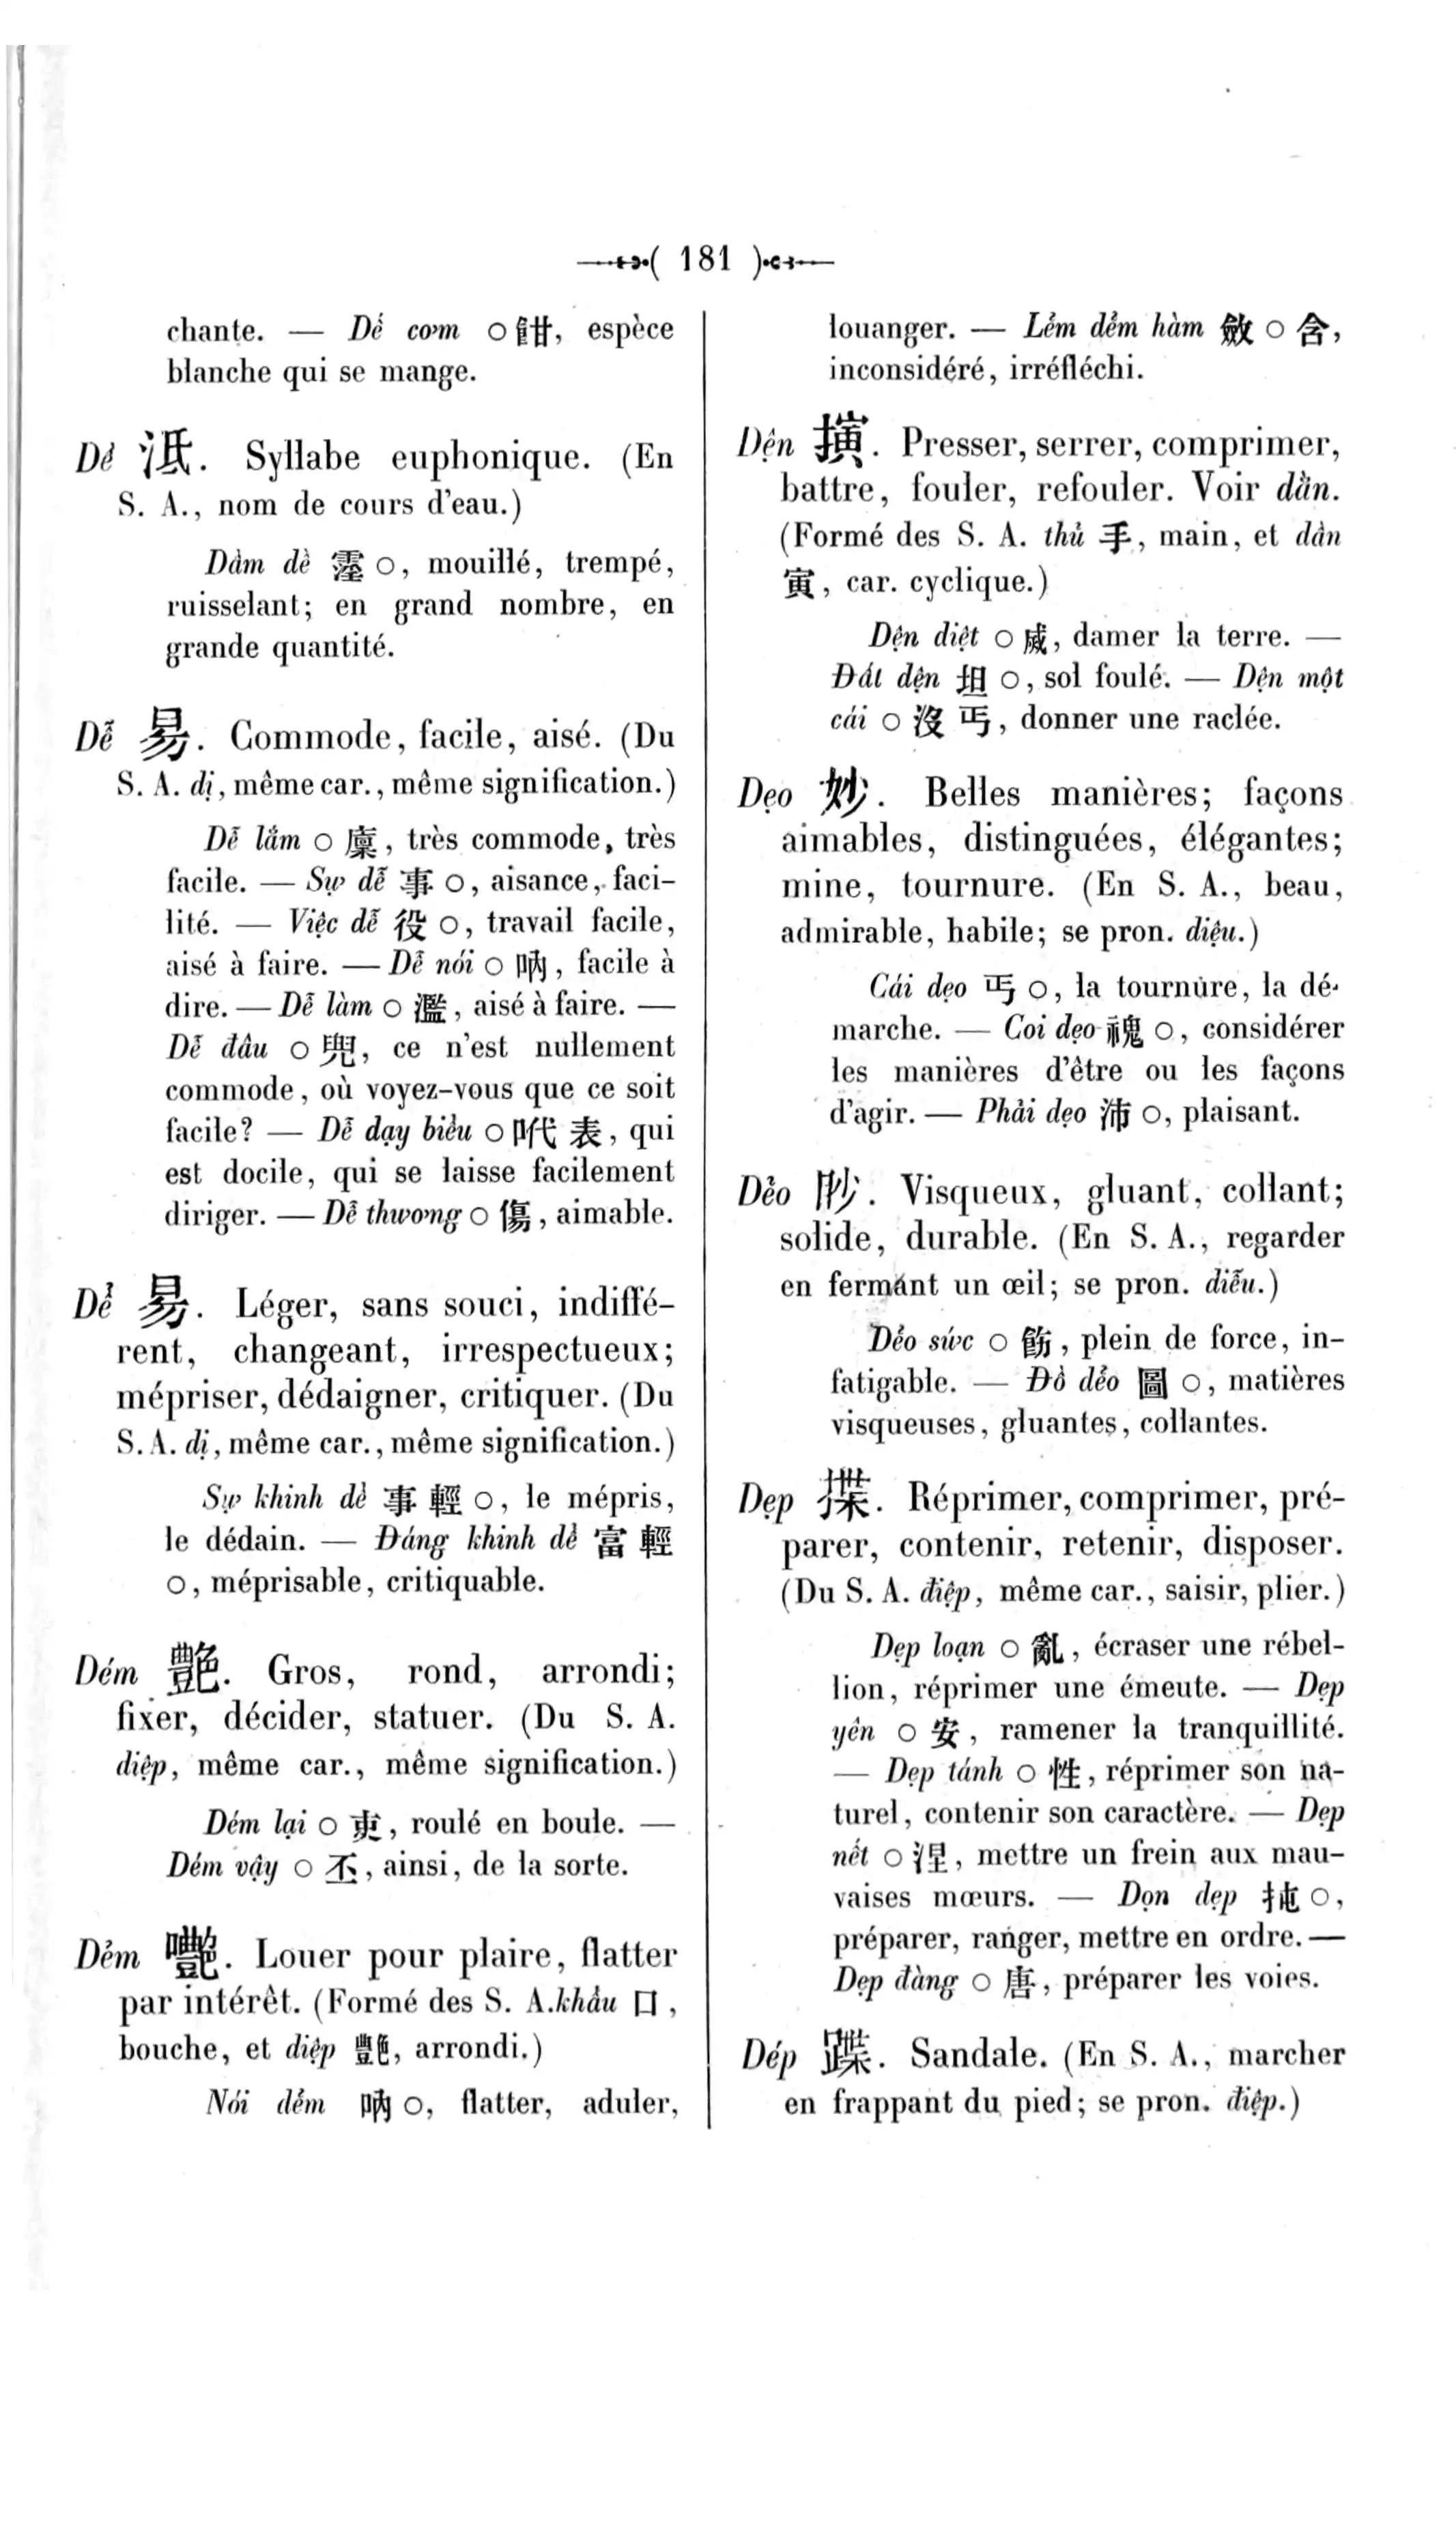 ( 181 )
chante. — Dế cơm ○ 𩚵, espèce
blanche qui se mange.
Dề 泜. Syllabe euphonique. (En
S. A., nom de cours d'eau.)
Dầm dề ○, mouillé, trempé,
ruisselant; en grand nombre, en
grande quantité.
Dễ 易. Commode, facile, aisé. (Du
S. A. dị, même car., même signification.)
Dễ lắm ○ 廩, très commode, très
facile. — Sự dễ 事 ○, aisance, faci-
lité. — Việc dễ 役 ○, travail facile,
aisé à faire. — Dễ nói ○ 吶, facile à
dire. — Dễ làm ○ 濫, aisé à faire. —
Dễ đâu ○ 兜, ce n'est nullement
commode, où voyez-vous que ce soit
facile? — Dễ dạy biểu ○ 𠰺 表, qui
est docile, qui se laisse facilement
diriger. — Dễ thương ○ 傷, aimable.
Dể 易. Léger, sans souci, indiffé-
rent, changeant, irrespectueux;
mépriser, dédaigner, critiquer. (Du
S. A. dị, même car., même signification.)
Sự khinh dể 事 輕 ○, le mépris,
le dédain. — Đáng khinh dể 富 輕
○, méprisable, critiquable.
Dém 艷. Gros, rond, arrondi;
fixer, décider, statuer. (Du S. A.
diệp, même car., même signification.)
Dém lại ○ 吏, roulé en boule. —
Dém vậy ○ 丕, ainsi, de la sorte.
Dẻm 囋. Louer pour plaire, flatter
par intérêt. (Formé des S. A. khẩu 口,
bouche, et diệp 艷, arrondi.)
Nói dẻm 吶 ○, flatter, aduler,
louanger. — Lẻm dẻm hàm 斂 ○ 含,
inconsidéré, irréfléchi.
Dện 𢹈. Presser, serrer, comprimer,
battre, fouler, refouler. Voir dằn.
(Formé des S. A. thủ 手, main, et dần
寅, car. cyclique.)
Dện diệt ○ 烕, damer la terre. —
Đất dện 坦 ○, sol foulé. — Dện một
cái ○ 沒 丐, donner une raclée.
Dẹo 妙. Belles manières; façons
aimables, distinguées, élégantes;
mine, tournure. (En S. A., beau,
admirable, habile; se pron. diệu.)
Cái dẹo 丐 ○, la tournure, la dé-
marche. — Coi dẹo ○, considérer
les manières d'être ou les façons
d'agir. — Phải dẹo 沛 ○, plaisant.
Dẻo 眇. Visqueux, gluant, collant;
solide, durable. (En S. A., regarder
en fermant un œil; se pron. diễu.)
Dẻo sức ○ 飭, plein de force, in-
fatigable. — Đồ dẻo 圖 ○, matières
visqueuses, gluantes, collantes.
Dẹp 揲. Réprimer, comprimer, pré-
parer, contenir, retenir, disposer.
(Du S. A. điệp, même car., saisir, plier.)
Dẹp loạn ○ 亂, écraser une rébel-
lion, réprimer une émeute. — Dẹp
yên ○ 安, ramener la tranquillité.
— Dẹp tánh ○ 性, réprimer son na-
turel, contenir son caractère. — Dẹp
nết ○ 涅, mettre un frein aux mau-
vaises mœurs. — Dọn dẹp 扽 ○,
préparer, ranger, mettre en ordre. —
Dẹp đàng ○ 唐, préparer les voies.
Dép 蹀. Sandale. (En S. A., marcher
en frappant du pied; se pron. điệp.)